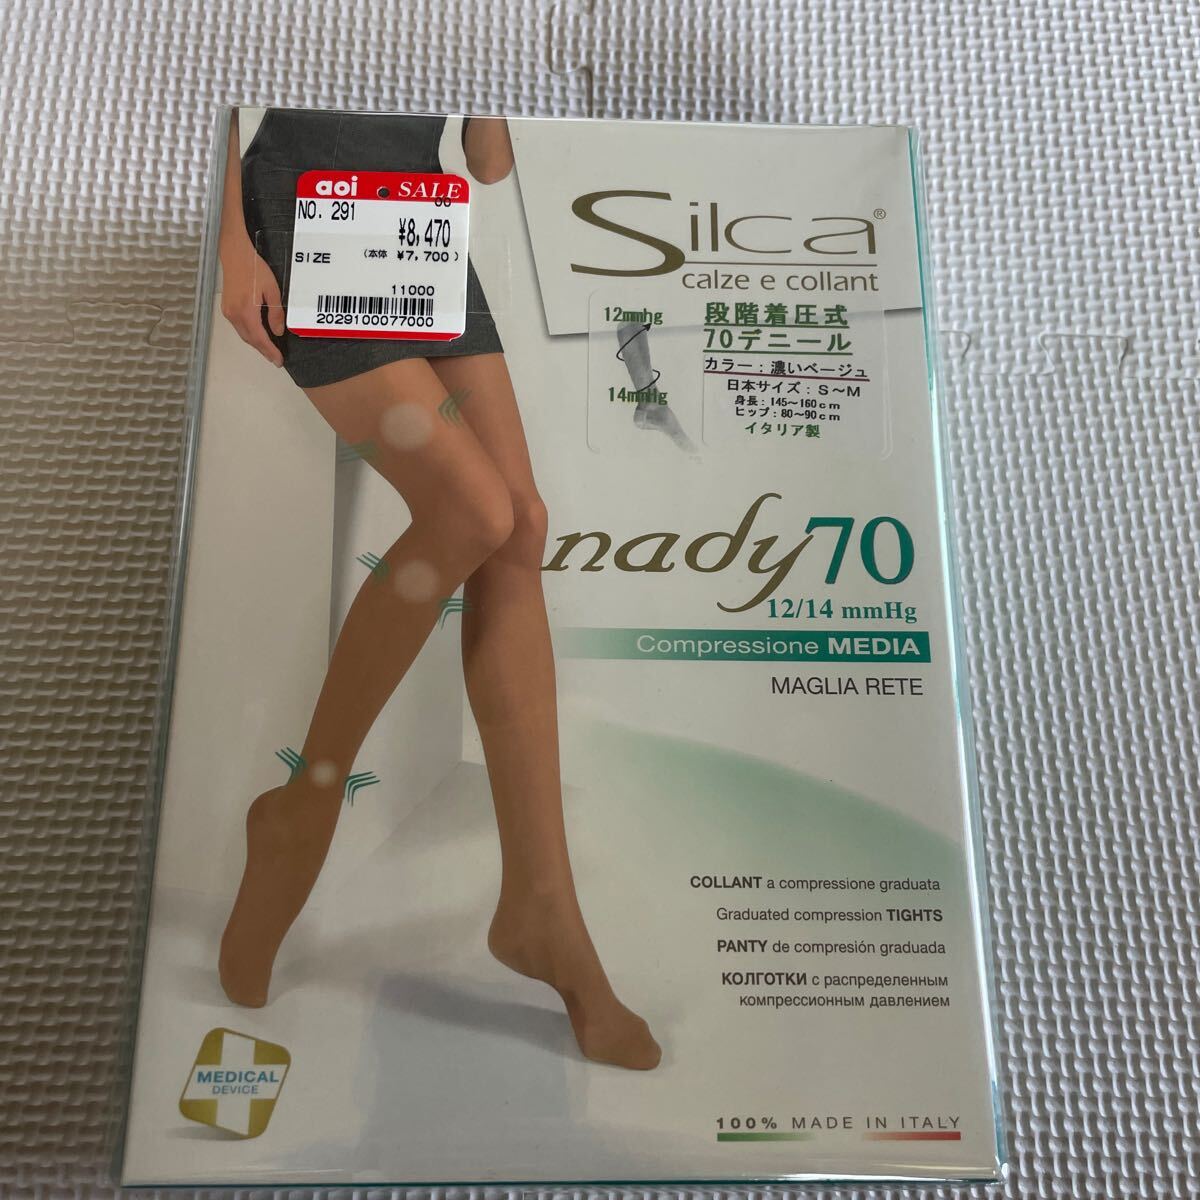 aoi SALE
NO. 291
¥8,470
SIZE (本体 ¥7,700)
11000
2029100077000
Silca®
calze e collant
12mmhg
14mmHg
段階着圧式
70デニール
カラー:濃いベージュ
日本サイズ:S~M
身長:145~160cm
ヒップ:80~90cm
イタリア製
nady70
12/14 mmHg
Compressione MEDIA
MAGLIA RETE
COLLANT a compressione graduata
Graduated compression TIGHTS
PANTY de compresión graduada
КОЛГОТКИ с распределенным
компрессионным давлением
MEDICAL
DEVICE
100% MADE IN ITALY